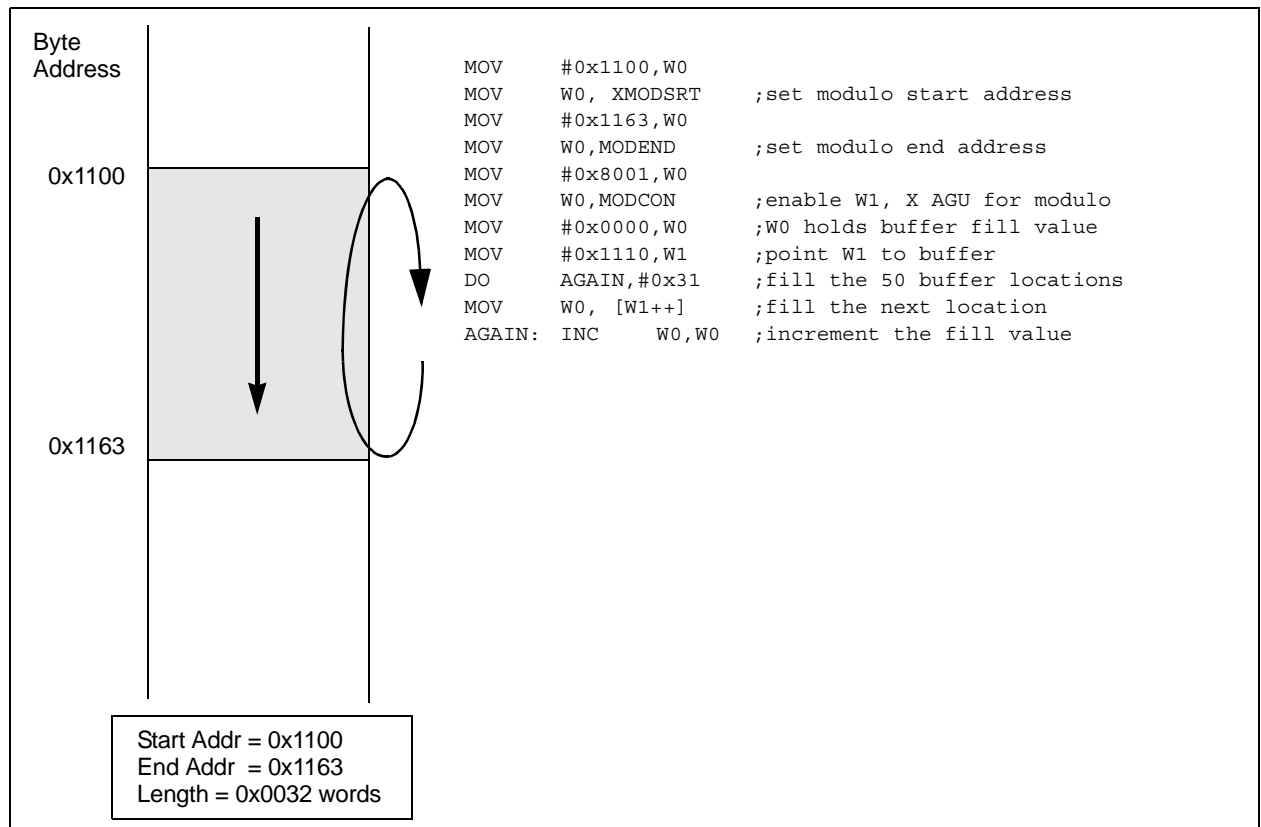 Byte
Address
MOV #0x1100,W0
MOV W0, XMODSRT ;set modulo start address
MOV #0x1163,W0
MOV W0,MODEND ;set modulo end address
MOV #0x8001,W0
MOV W0,MODCON ;enable W1, X AGU for modulo
MOV #0x0000,W0 ;W0 holds buffer fill value
MOV #0x1110,W1 ;point W1 to buffer
DO AGAIN,#0x31 ;fill the 50 buffer locations
MOV W0, [W1++] ;fill the next location
AGAIN: INC W0,W0 ;increment the fill value
0x1100
0x1163
Start Addr = 0x1100
End Addr = 0x1163
Length = 0x0032 words